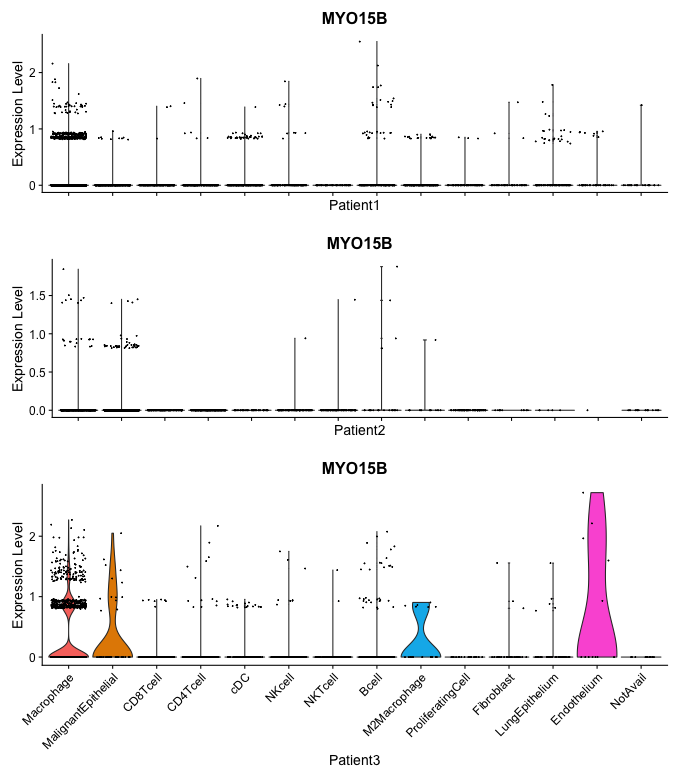 MYO15B
Expression Level
2
1
0
Patient1
MYO15B
Expression Level
1.5
1.0
0.5
0.0
Patient2
MYO15B
Expression Level
2
1
0
Macrophage
MalignantEpithelial
CD8Tcell
CD4Tcell
cDC
NKcell
NKTcell
Bcell
M2Macrophage
ProliferatingCell
Fibroblast
LungEpithelium
Endothelium
NotAvail
Patient3